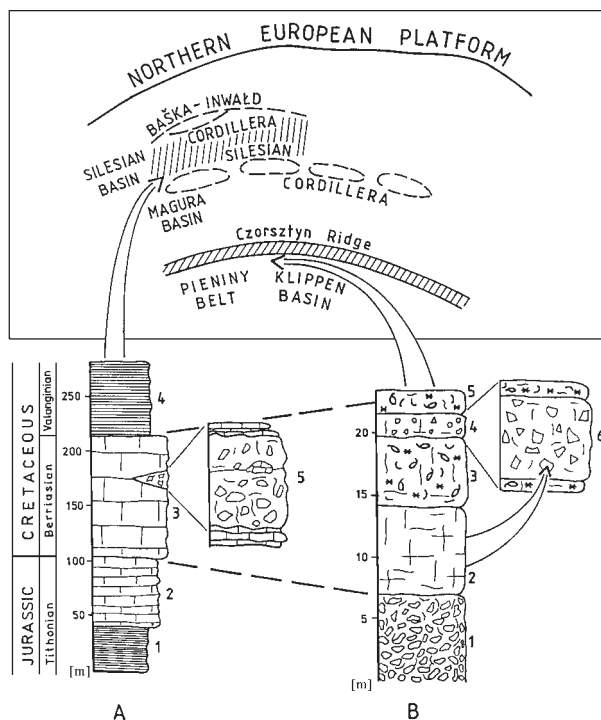 NORTHERN EUROPEAN PLATFORM
BAŠKA-INWAŁD
CORDILLERA
SILESIAN
BASIN
SILESIAN
CORDILLERA
MAGURA
BASIN
Czorsztyn Ridge
PIENINY KLIPPEN
BELT BASIN
CRETACEOUS
JURASSIC
Valanginian
Berriasian
Tithonian
250
200
150
100
50
[m]
4
3
2
1
5
A
20
15
10
5
[m]
5
4
3
2
1
6
B